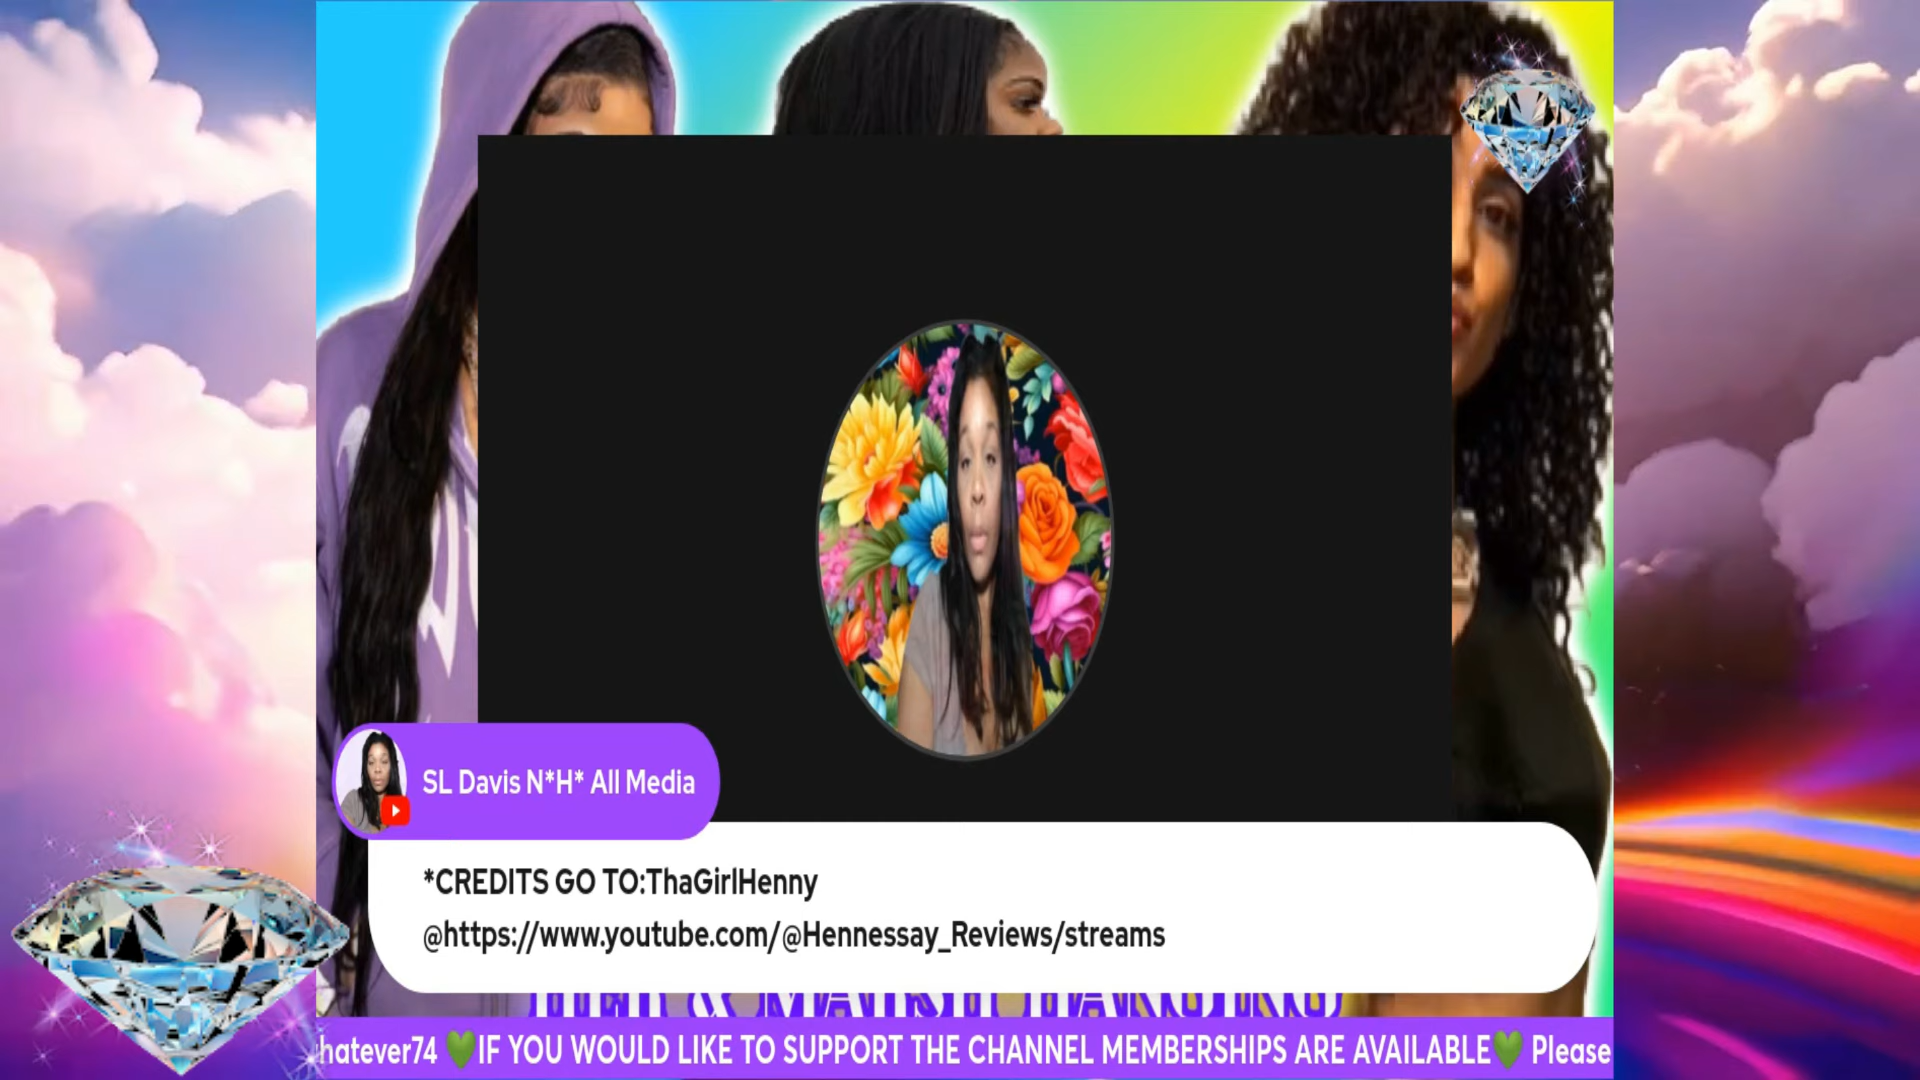 SL Davis N*H* All Media
*CREDITS GO TO:ThaGirlHenny
@https://www.youtube.com/@Hennessay_Reviews/streams
hatever74 💚IF YOU WOULD LIKE TO SUPPORT THE CHANNEL MEMBERSHIPS ARE AVAILABLE💚 Please